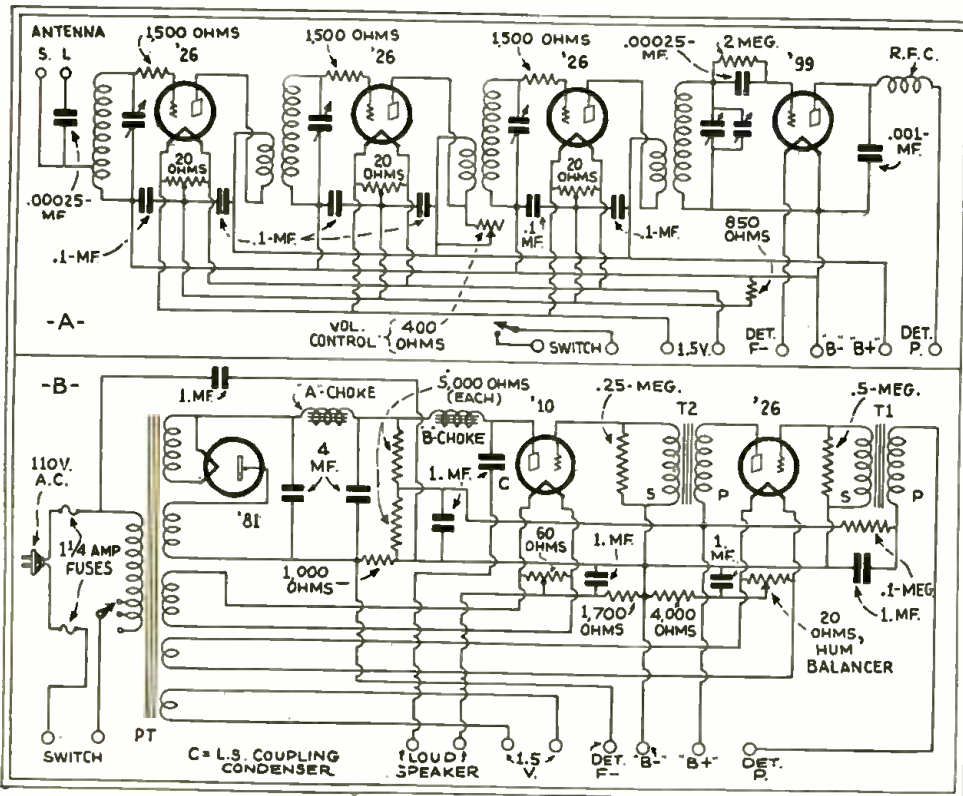 ANTENNA
S. L
1,500 OHMS
'26
1,500 OHMS
'26
1,500 OHMS
'26
.00025-
MF.
.2 MEG.
'99
R.F.C.
20
OHMS
20
OHMS
20
OHMS
.001-
MF.
.00025-
MF
.1-MF.
.1-MF.
.1
MF.
.1-MF.
850
OHMS
-A-
VOL.
CONTROL
400
OHMS
SWITCH
1.5V.
DET.
F-
"B-"
"B+"
DET.
P.
-B-
1. MF.
"A"-CHOKE
5,000 OHMS
(EACH)
"B"-CHOKE
'10
.25-MEG.
T2
'26
.5-MEG.
T1
110V.
A.C.
4
MF.
1. MF.
C
S
P
S
P
'81
1 1/4 AMP
FUSES
1,000
OHMS
60
OHMS
1. MF.
1.
MF.
.1-MEG.
1. MF.
1,700
OHMS
4,000
OHMS
20
OHMS,
HUM
BALANCER
SWITCH
PT
C = L.S. COUPLING
CONDENSER
LOUD
SPEAKER
1.5
V.
DET.
F-
"B-"
"B+"
DET.
P.